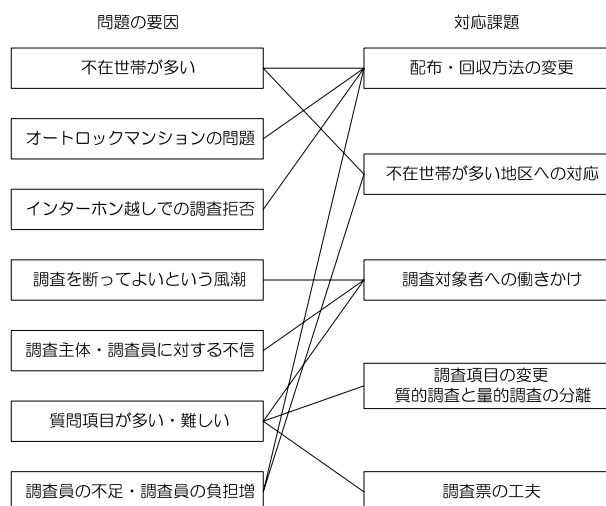 問題の要因
対応課題
不在世帯が多い
オートロックマンションの問題
インターホン越しでの調査拒否
調査を断ってよいという風潮
調査主体・調査員に対する不信
質問項目が多い・難しい
調査員の不足・調査員の負担増
配布・回収方法の変更
不在世帯が多い地区への対応
調査対象者への働きかけ
調査項目の変更
質的調査と量的調査の分離
調査票の工夫